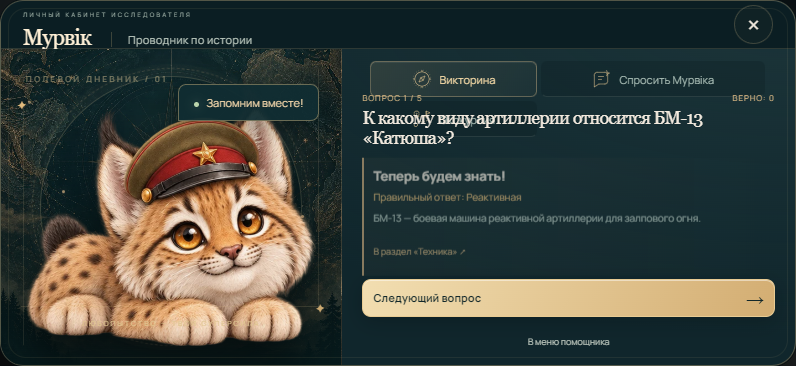 ЛИЧНЫЙ КАБИНЕТ ИССЛЕДОВАТЕЛЯ
Мурвік
Проводник по истории
ПОЛЕВОЙ ДНЕВНИК / 01
Запомним вместе!
Викторина
Спросить Мурвіка
ВОПРОС 1 / 5
ВЕРНО: 0
К какому виду артиллерии относится БМ-13
«Катюша»?
Теперь будем знать!
Правильный ответ: Реактивная
БМ-13 — боевая машина реактивной артиллерии для залпового огня.
В раздел «Техника» ↗
Следующий вопрос →
В меню помощника